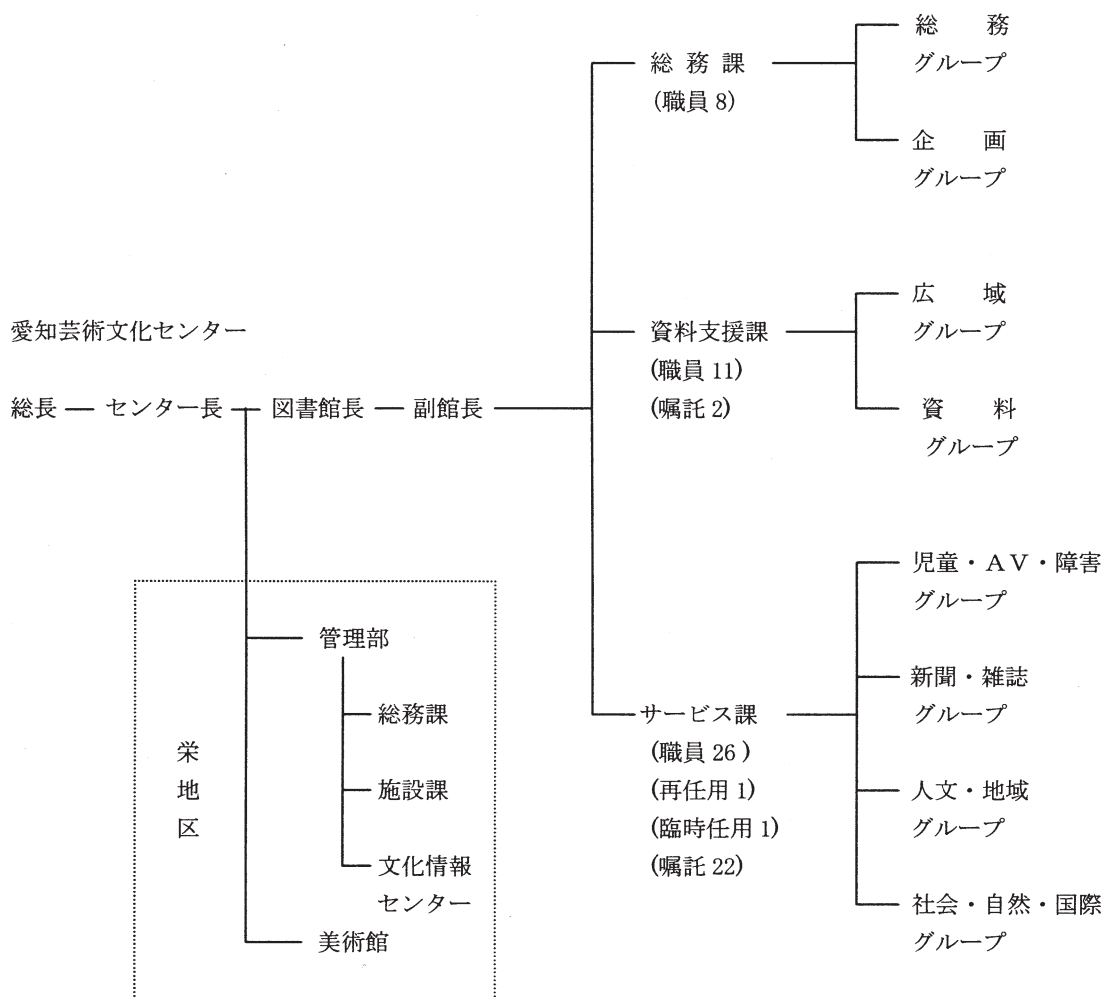 愛知芸術文化センター
総長
センター長
図書館長
副館長
総務課
(職員 8)
総務
グループ
企画
グループ
資料支援課
(職員 11)
(嘱託 2)
広域
グループ
資料
グループ
サービス課
(職員 26 )
(再任用 1)
(臨時任用 1)
(嘱託 22)
児童・AV・障害
グループ
新聞・雑誌
グループ
人文・地域
グループ
社会・自然・国際
グループ
栄地区
管理部
総務課
施設課
文化情報
センター
美術館